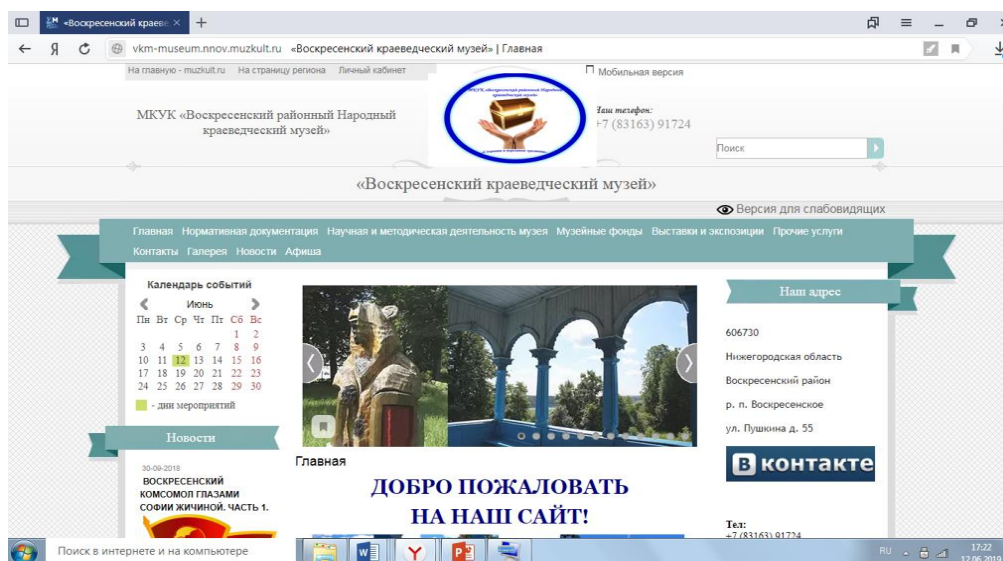 «Воскресенский краеве
vkm-museum.nnov.muzkult.ru «Воскресенский краеведческий музей» | Главная
На главную - muzkult.ru На страницу региона Личный кабинет
Мобильная версия
МКУК «Воскресенский районный Народный
краеведческий музей»
Наш телефон:
+7 (83163) 91724
Поиск
«Воскресенский краеведческий музей»
Версия для слабовидящих
Главная Нормативная документация Научная и методическая деятельность музея Музейные фонды Выставки и экспозиции Прочие услуги
Контакты Галерея Новости Афиша
Календарь событий
Июнь
Пн Вт Ср Чт Пт Сб Вс
1 2
3 4 5 6 7 8 9
10 11 12 13 14 15 16
17 18 19 20 21 22 23
24 25 26 27 28 29 30
- дни мероприятий
Новости
30-09-2018
ВОСКРЕСЕНСКИЙ
КОМСОМОЛ ГЛАЗАМИ
СОФИИ ЖИЧИНОЙ. ЧАСТЬ 1.
Главная
ДОБРО ПОЖАЛОВАТЬ
НА НАШ САЙТ!
Наш адрес
606730
Нижегородская область
Воскресенский район
р. п. Воскресенское
ул. Пушкина д. 55
В контакте
Тел:
+7 (83163) 91724
Поиск в интернете и на компьютере
RU
17:22
12.06.2019